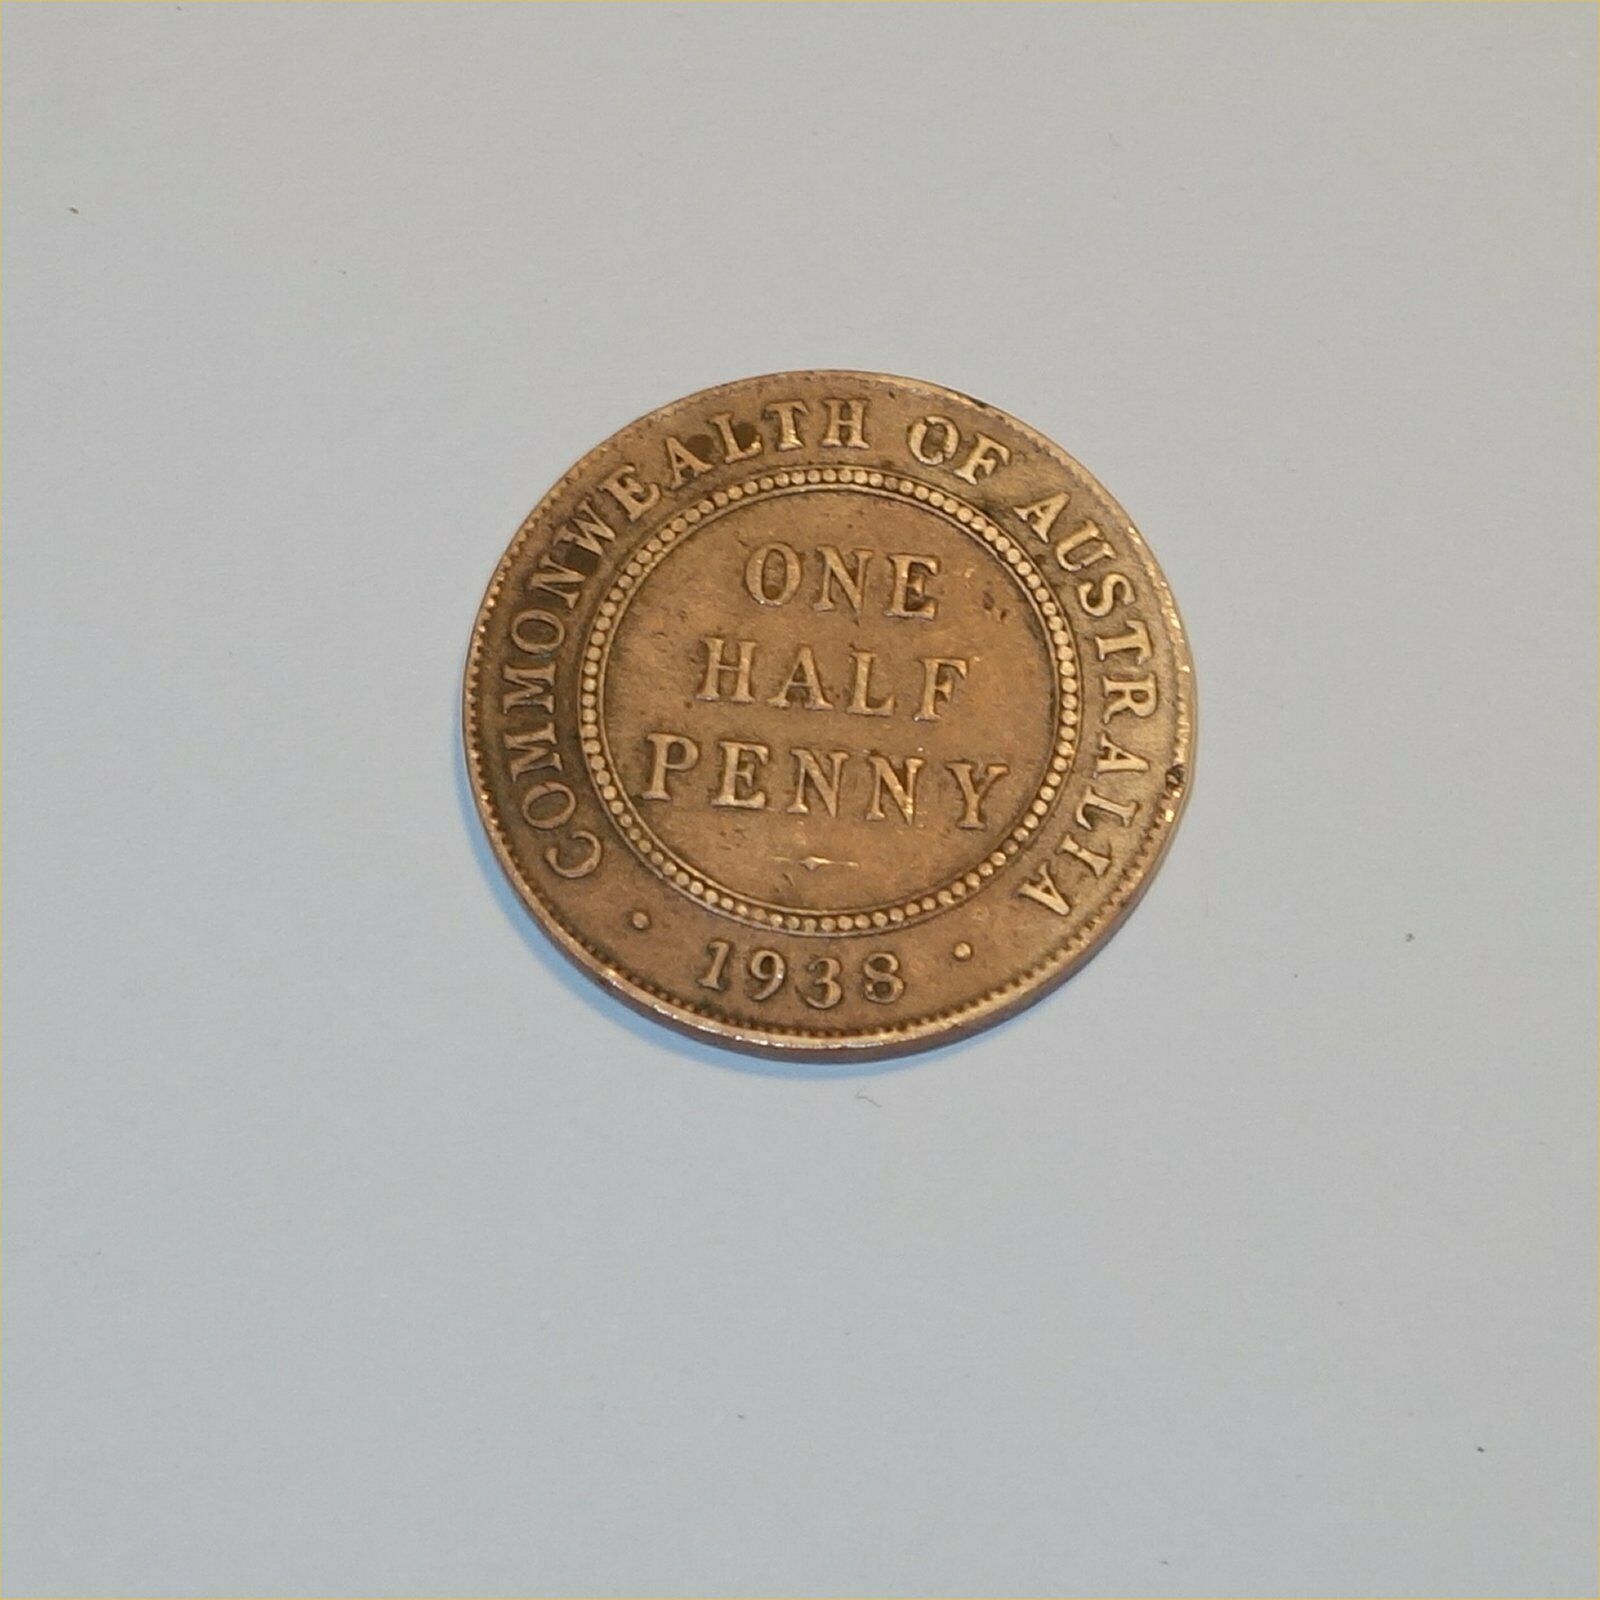 COMMONWEALTH OF AUSTRALIA
ONE
HALF
PENNY
· 1938 ·